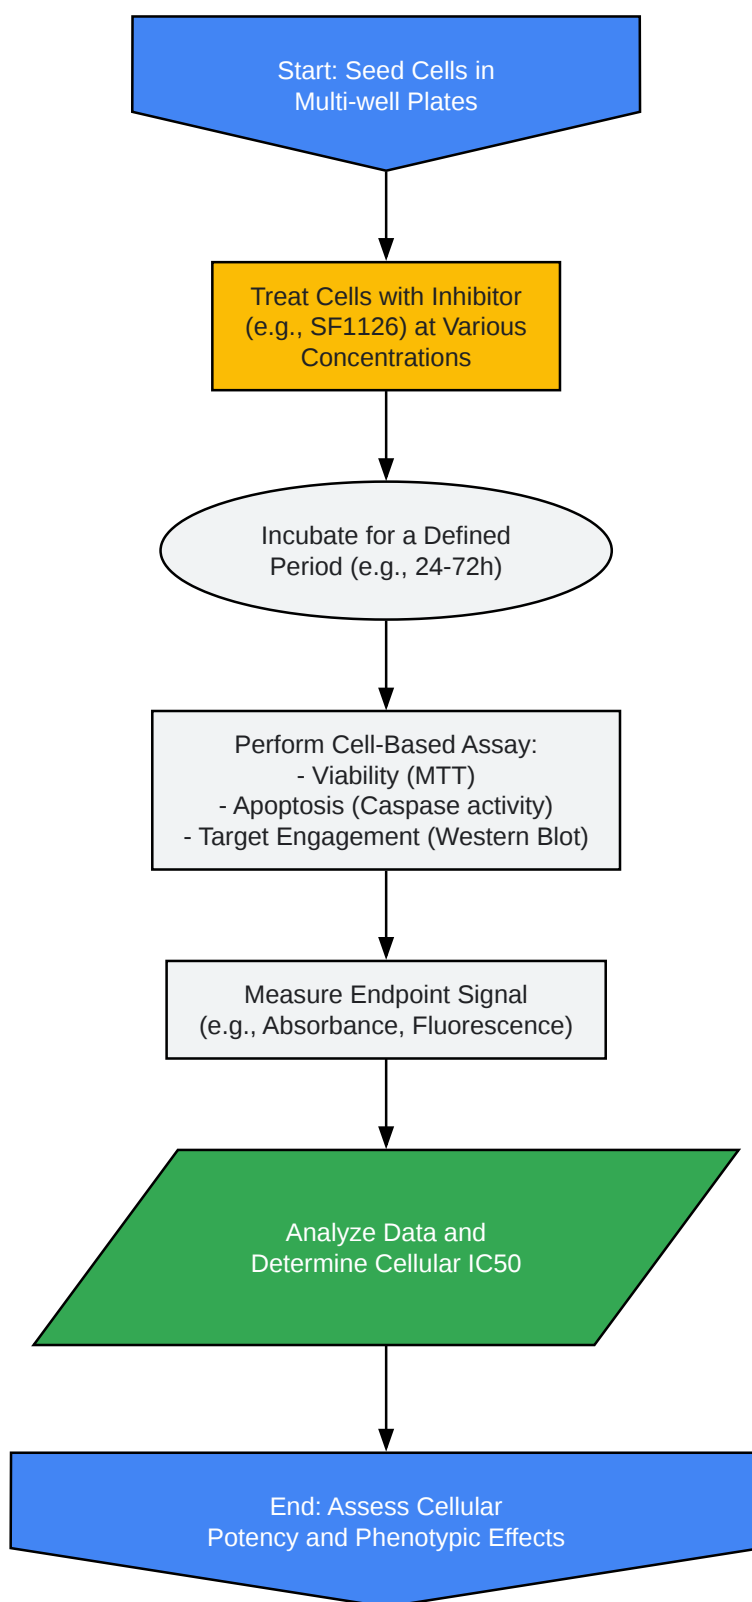 Start: Seed Cells in
Multi-well Plates
Treat Cells with Inhibitor
(e.g., SF1126) at Various
Concentrations
Incubate for a Defined
Period (e.g., 24-72h)
Perform Cell-Based Assay:
- Viability (MTT)
- Apoptosis (Caspase activity)
- Target Engagement (Western Blot)
Measure Endpoint Signal
(e.g., Absorbance, Fluorescence)
Analyze Data and
Determine Cellular IC50
End: Assess Cellular
Potency and Phenotypic Effects